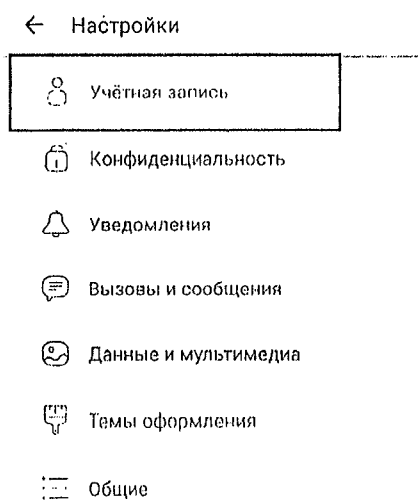 Настройки
Учётная запись
Конфиденциальность
Уведомления
Вызовы и сообщения
Данные и мультимедиа
Темы оформления
Общие